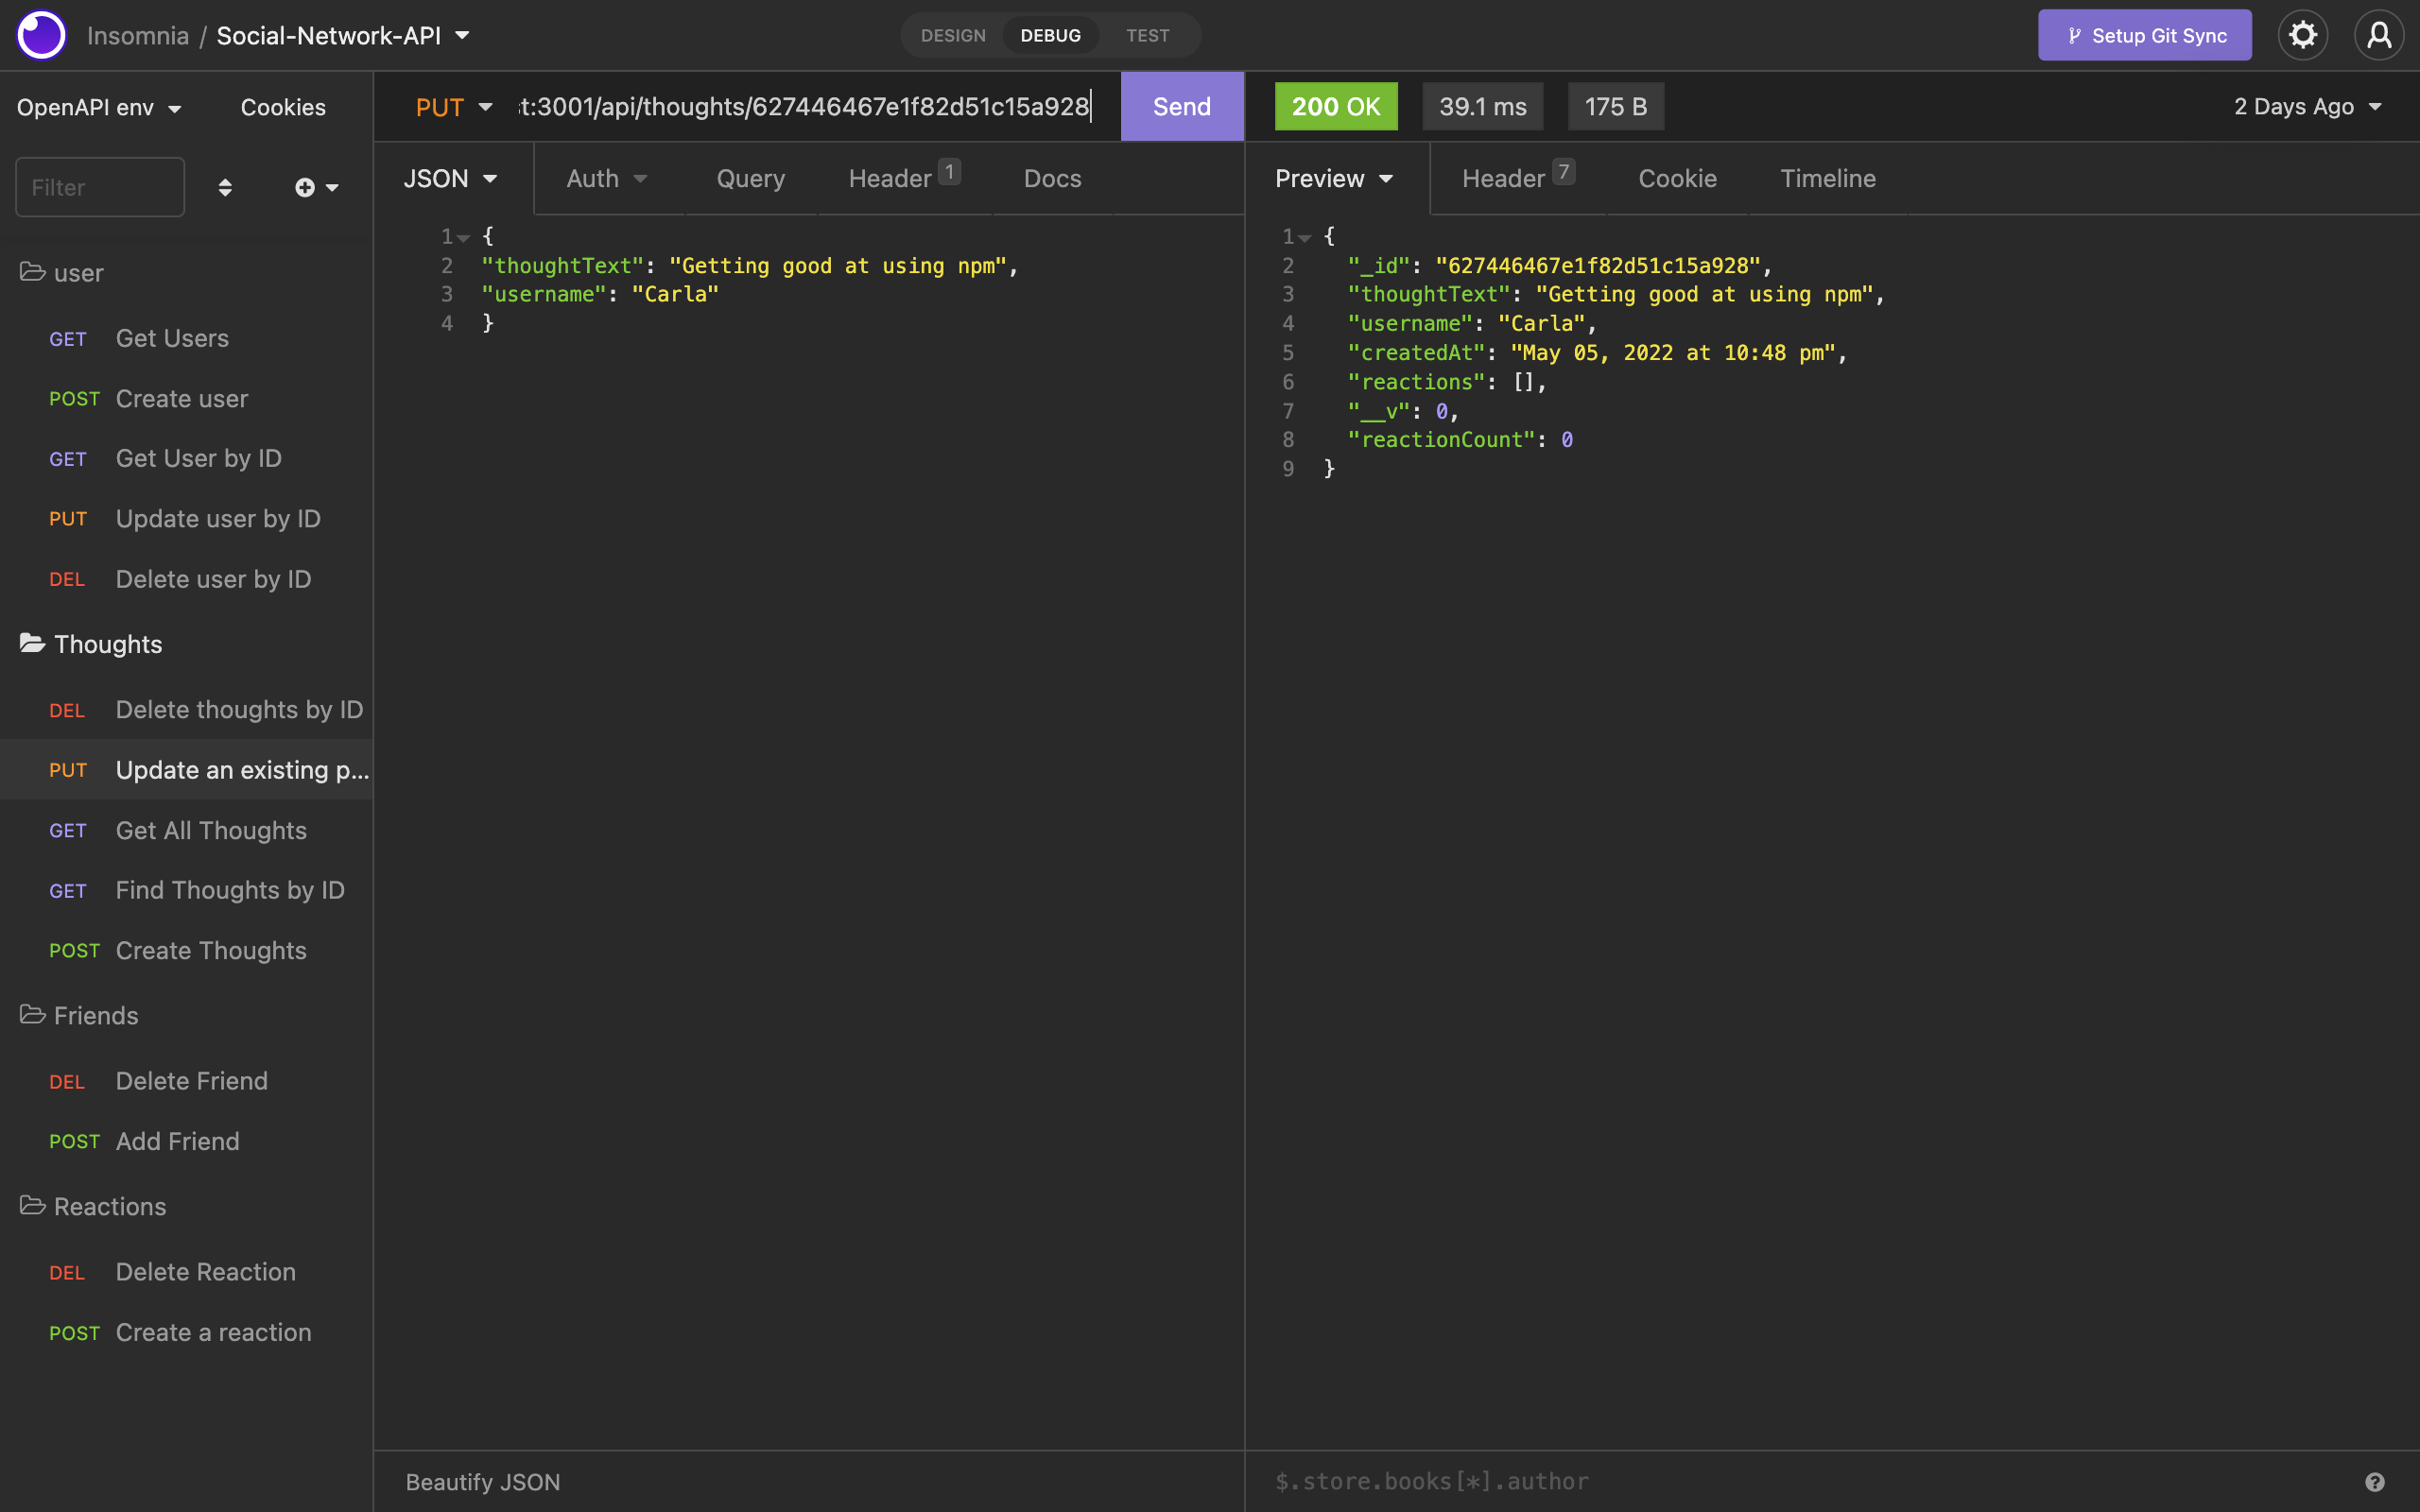 Insomnia / Social-Network-API
DESIGN DEBUG TEST
Setup Git Sync
OpenAPI env Cookies
PUT t:3001/api/thoughts/627446467e1f82d51c15a928 Send
200 OK 39.1 ms 175 B 2 Days Ago
Filter
JSON Auth Query Header 1 Docs
Preview Header 7 Cookie Timeline
user
GET Get Users
POST Create user
GET Get User by ID
PUT Update user by ID
DEL Delete user by ID
Thoughts
DEL Delete thoughts by ID
PUT Update an existing p...
GET Get All Thoughts
GET Find Thoughts by ID
POST Create Thoughts
Friends
DEL Delete Friend
POST Add Friend
Reactions
DEL Delete Reaction
POST Create a reaction
1 {
2 "thoughtText": "Getting good at using npm",
3 "username": "Carla"
4 }
Beautify JSON
1 {
2 "_id": "627446467e1f82d51c15a928",
3 "thoughtText": "Getting good at using npm",
4 "username": "Carla",
5 "createdAt": "May 05, 2022 at 10:48 pm",
6 "reactions": [],
7 "__v": 0,
8 "reactionCount": 0
9 }
$.store.books[*].author